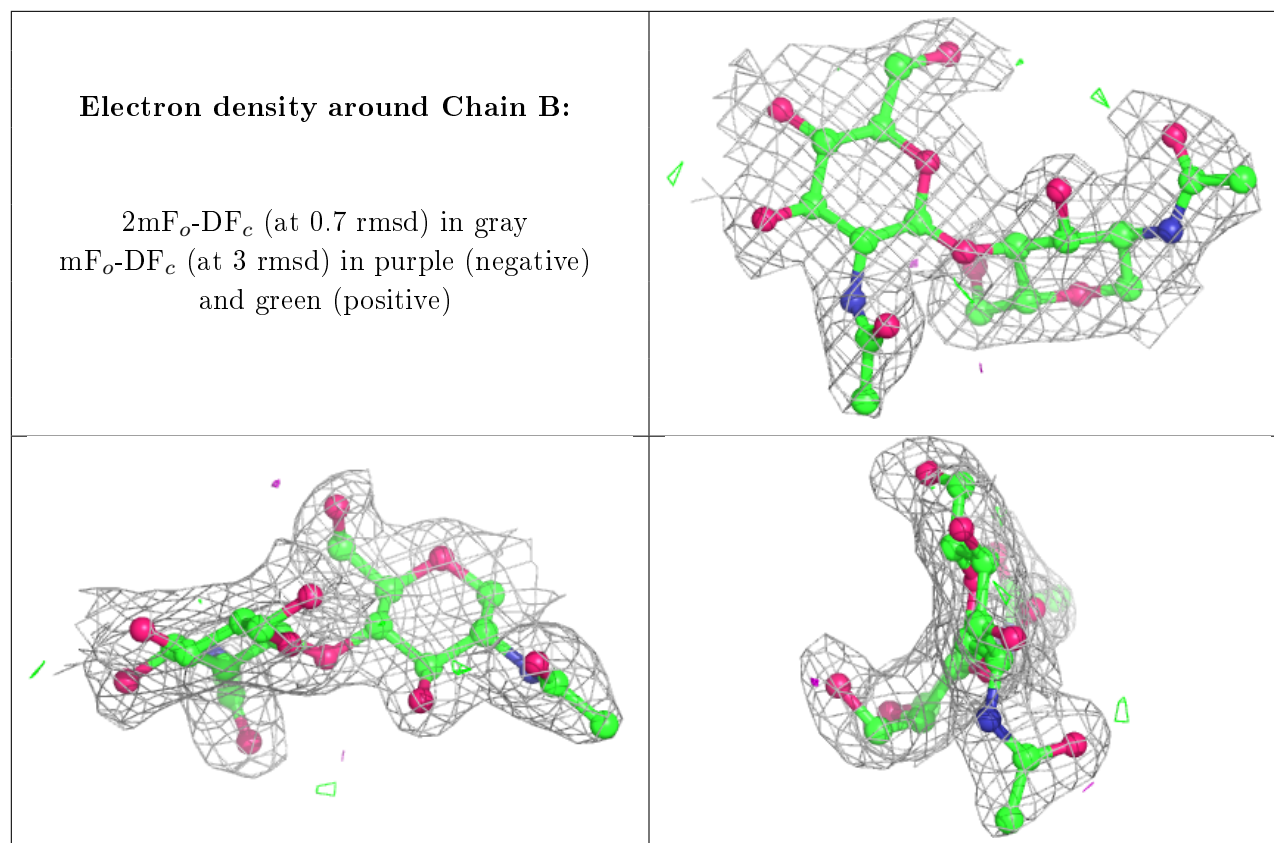 Electron density around Chain B:
2mFₒ-DF𝒸 (at 0.7 rmsd) in gray
mFₒ-DF𝒸 (at 3 rmsd) in purple (negative)
and green (positive)